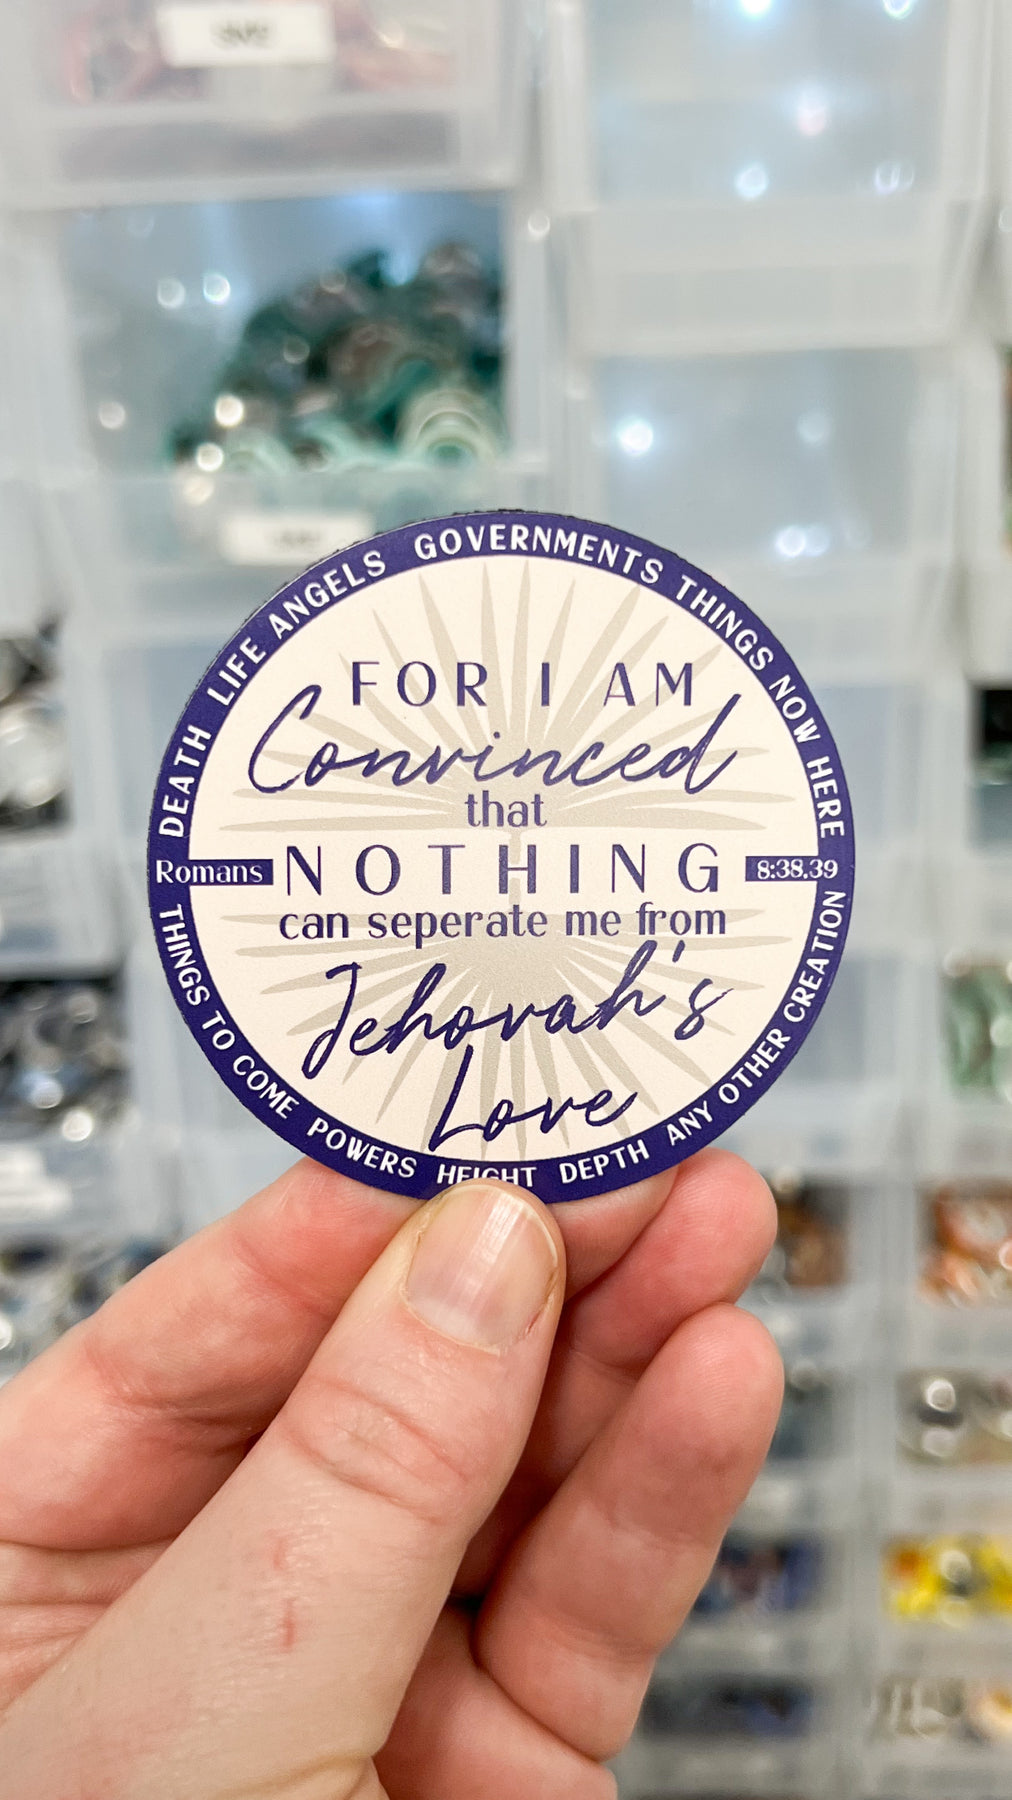 DEATH LIFE ANGELS GOVERNMENTS THINGS NOW HERE
FOR I AM
Convinced
that
Romans NOTHING 8:38,39
can seperate me from
Jehovah's
Love
THINGS TO COME POWERS HEIGHT DEPTH ANY OTHER CREATION